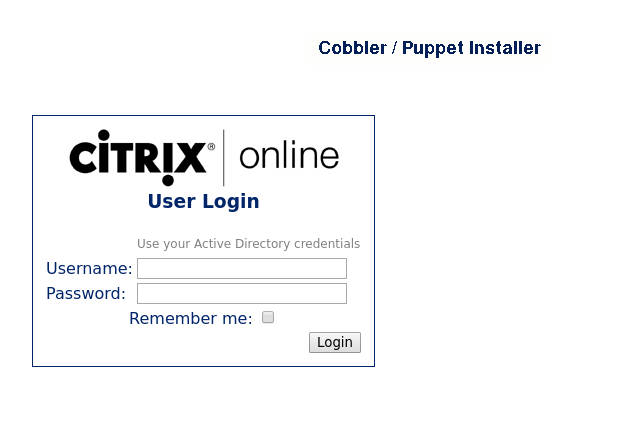 Cobbler / Puppet Installer
CiTRIX® online
User Login
Use your Active Directory credentials
Username:
Password:
Remember me:
Login